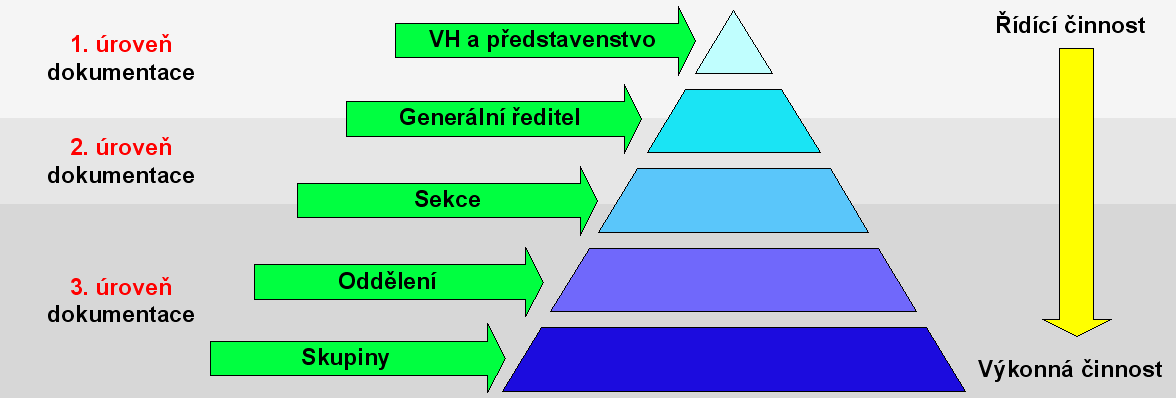 1. úroveň
dokumentace
VH a představenstvo
Řídící činnost
Generální ředitel
2. úroveň
dokumentace
Sekce
Oddělení
3. úroveň
dokumentace
Skupiny
Výkonná činnost